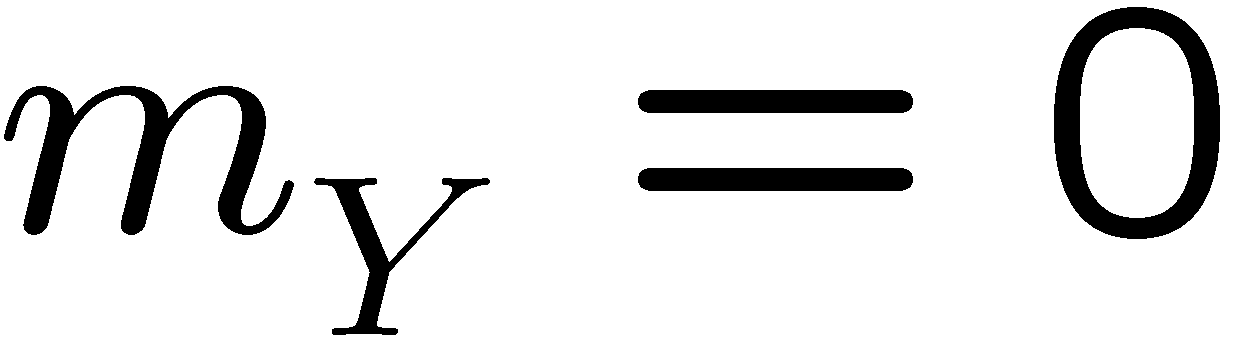 m_Y = 0